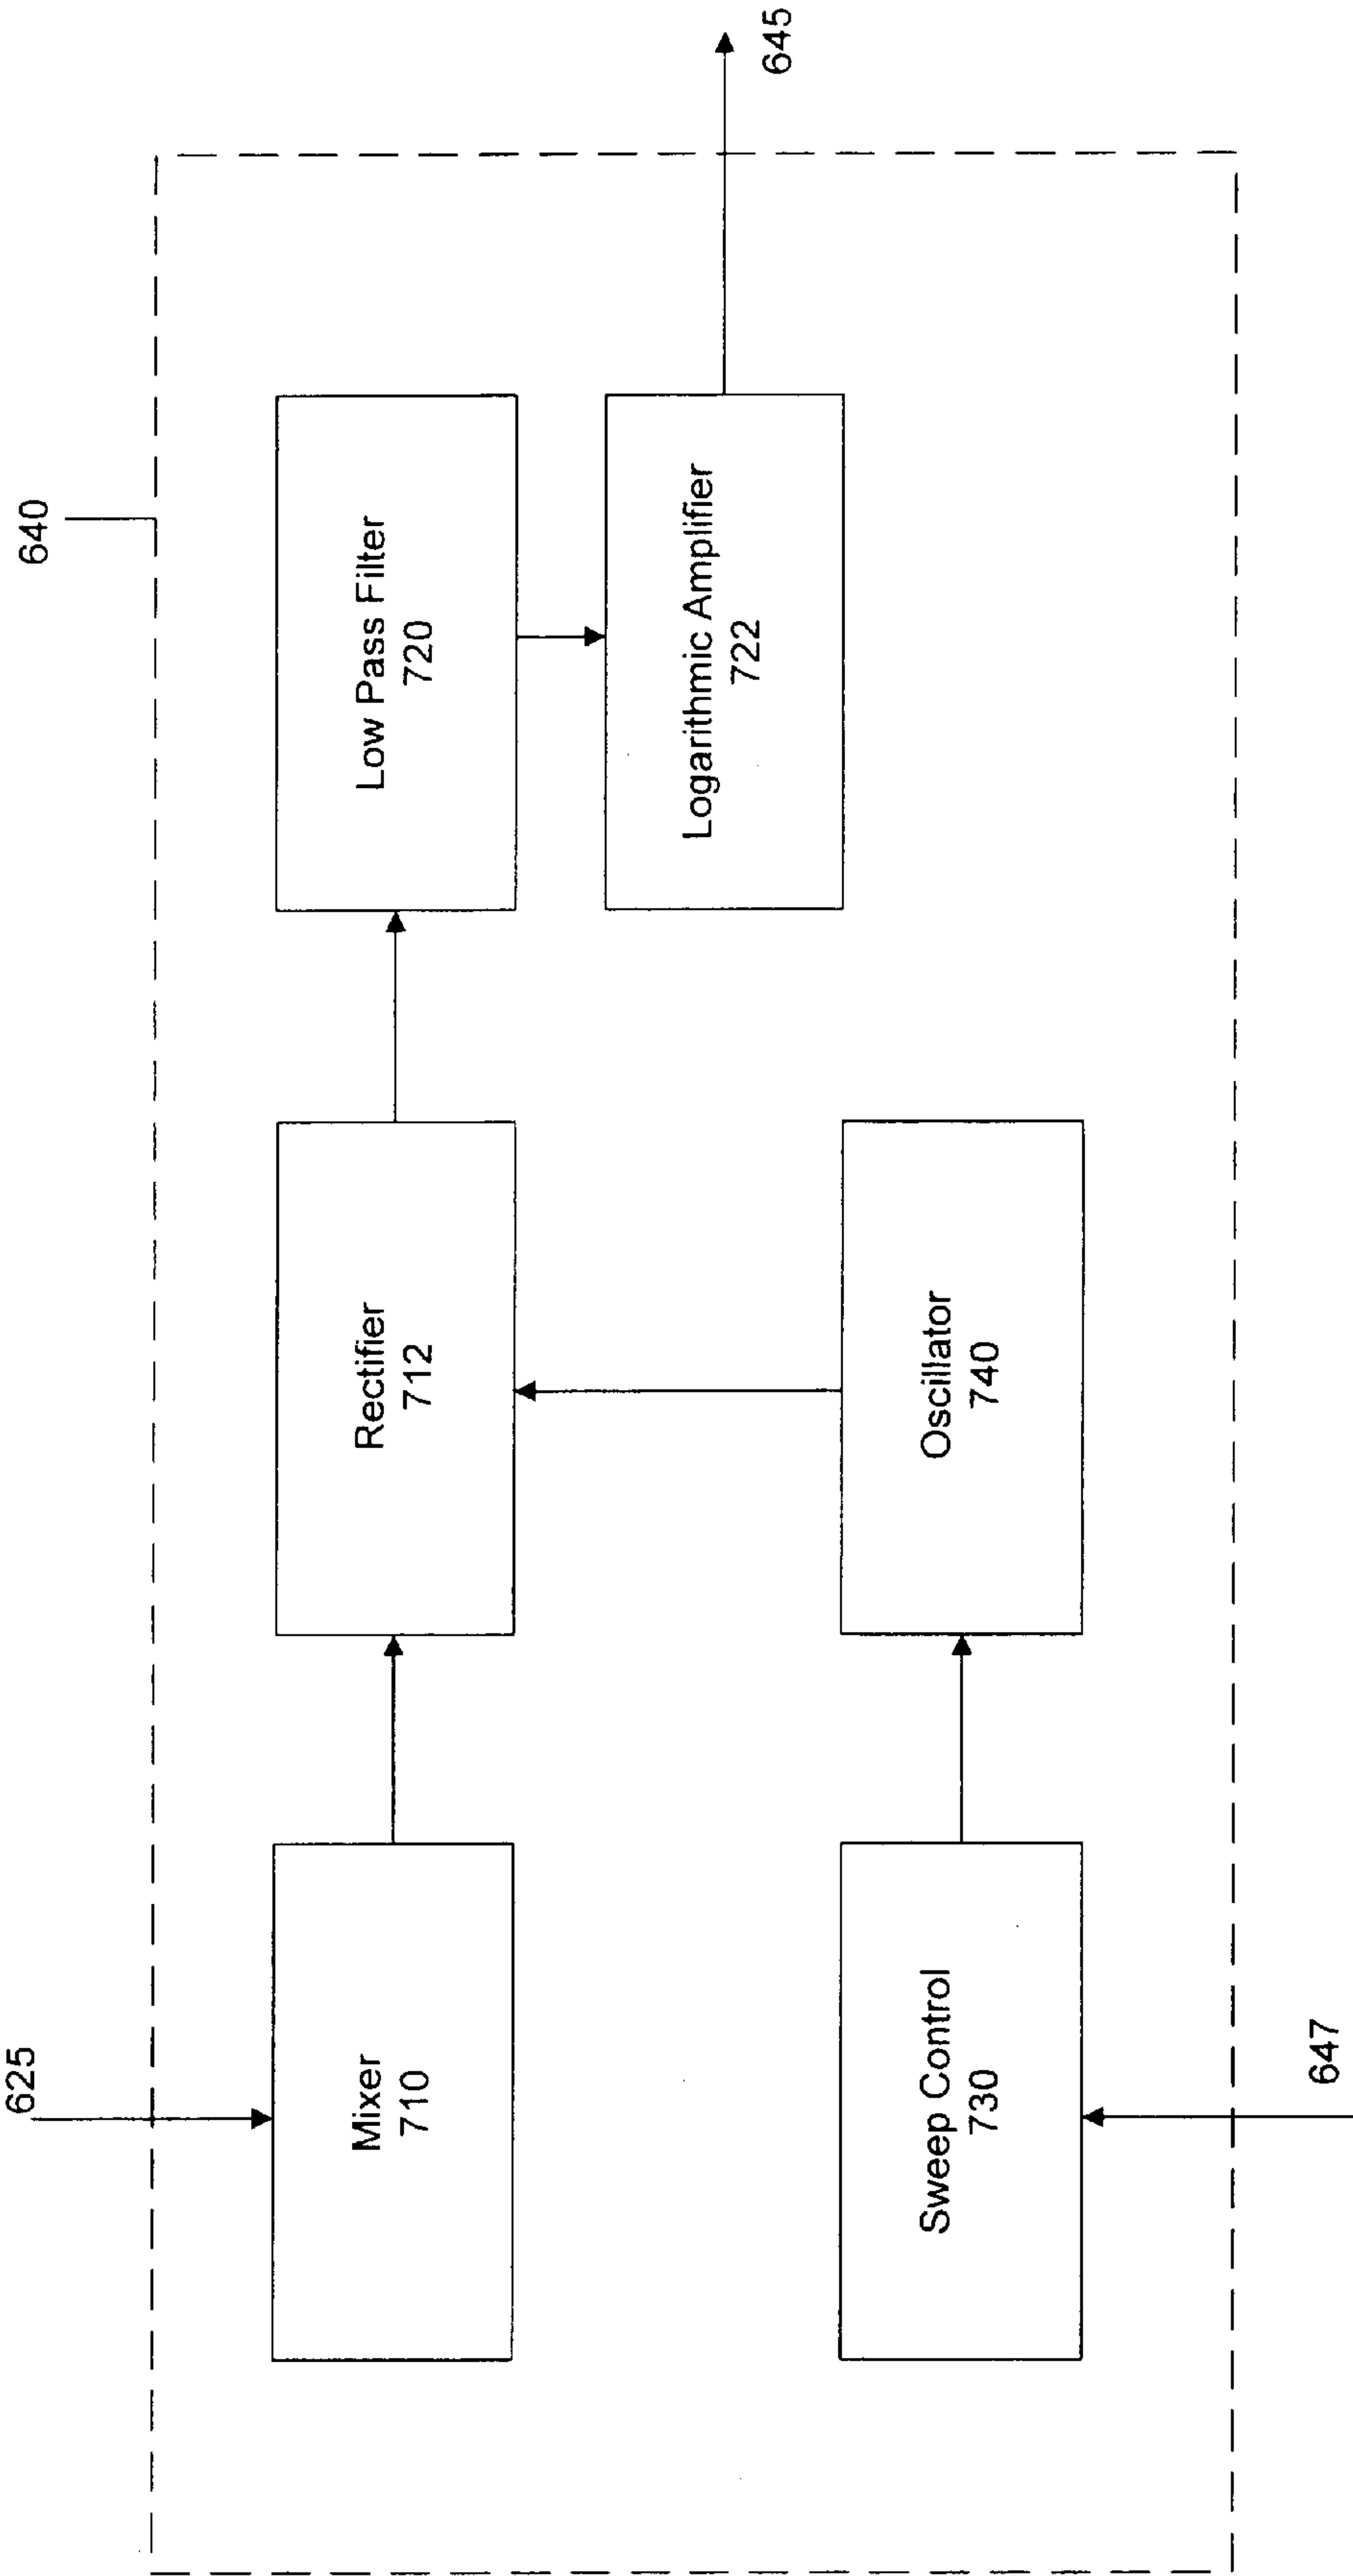 640
625
Mixer
710
Rectifier
712
Low Pass Filter
720
Logarithmic Amplifier
722
645
Sweep Control
730
Oscillator
740
647